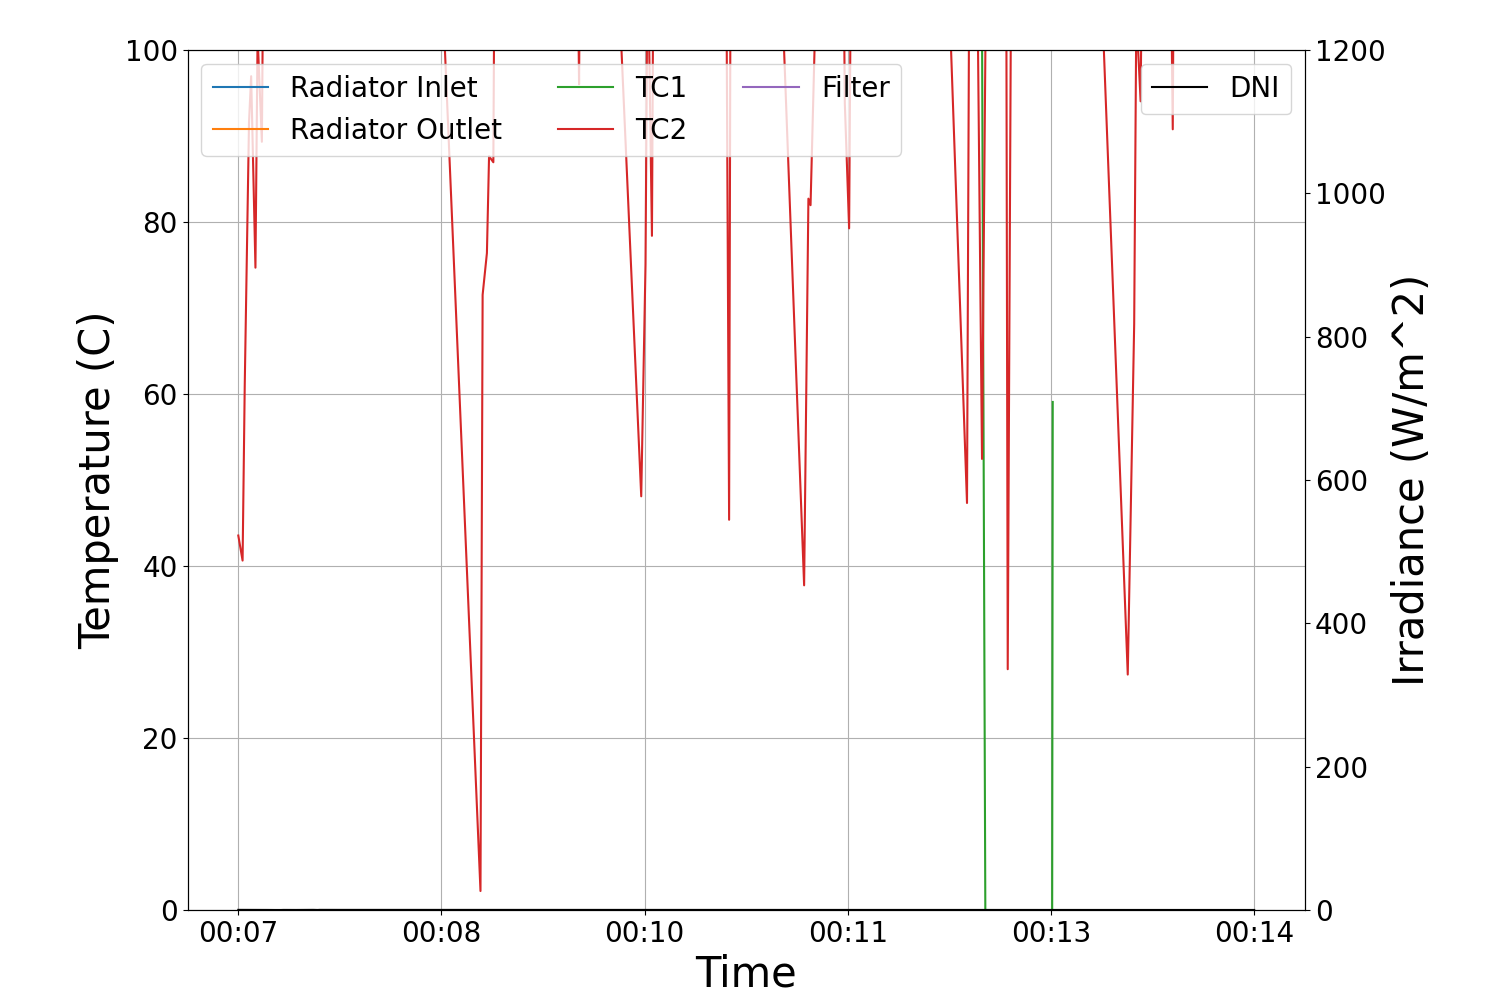 100
80
60
40
20
0
Temperature (C)
Radiator Inlet
Radiator Outlet
TC1
TC2
Filter
DNI
1200
1000
800
600
400
200
0
Irradiance (W/m^2)
00:07 00:08 00:10 00:11 00:13 00:14
Time